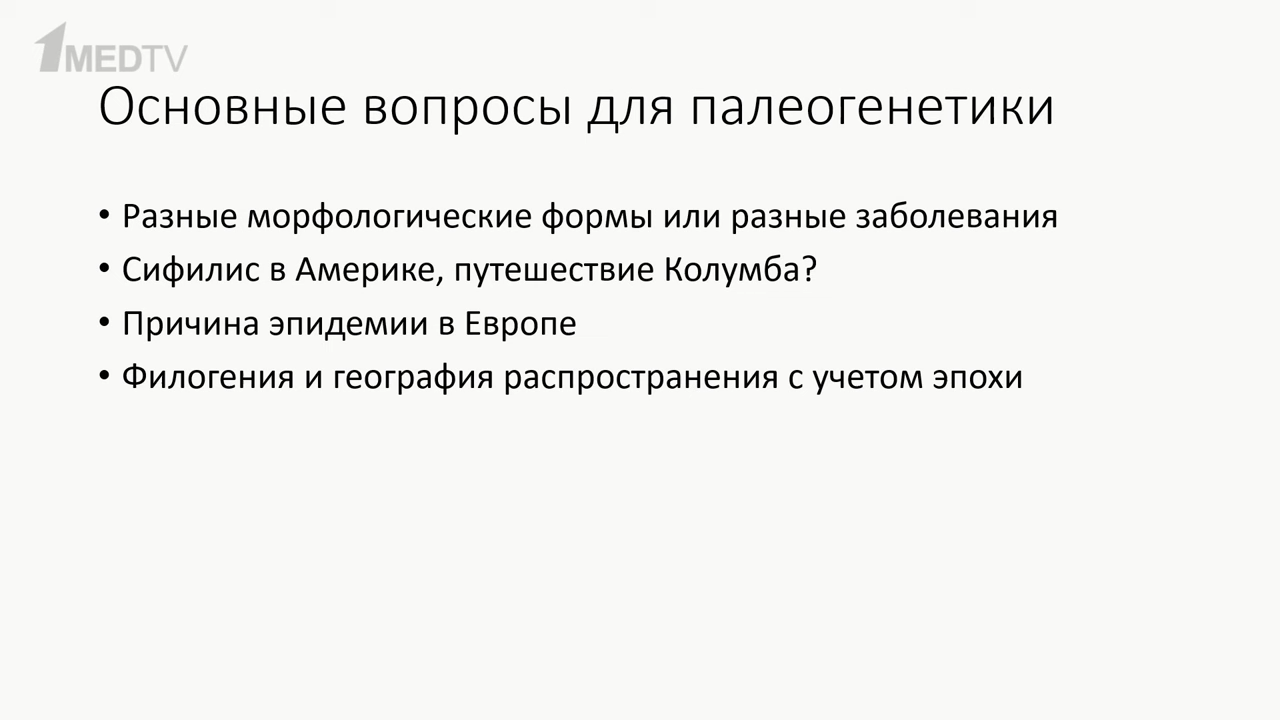 1MEDTV
Основные вопросы для палеогенетики
• Разные морфологические формы или разные заболевания
• Сифилис в Америке, путешествие Колумба?
• Причина эпидемии в Европе
• Филогения и география распространения с учетом эпохи